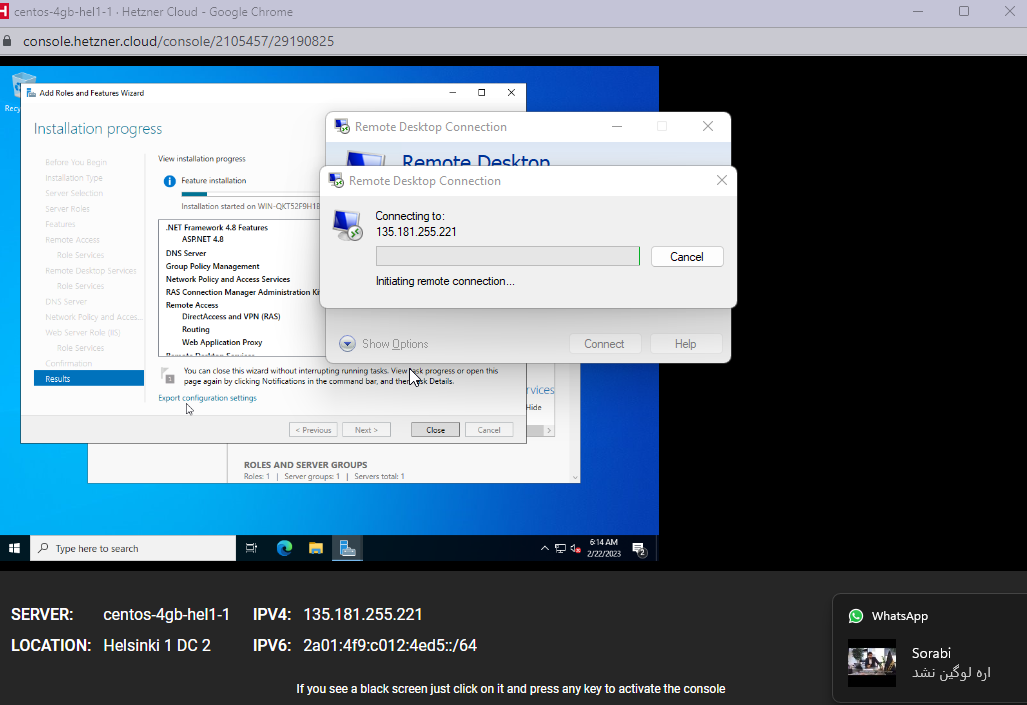 centos-4gb-hel1-1 · Hetzner Cloud - Google Chrome
console.hetzner.cloud/console/2105457/29190825
Add Roles and Features Wizard
Installation progress
Before You Begin
Installation Type
Server Selection
Server Roles
Features
Remote Access
Role Services
Remote Desktop Services
Role Services
DNS Server
Network Policy and Acces...
Web Server Role (IIS)
Role Services
Confirmation
Results
View installation progress
Feature installation
Installation started on WIN-QKT52F9H1B
.NET Framework 4.8 Features
ASP.NET 4.8
DNS Server
Group Policy Management
Network Policy and Access Services
RAS Connection Manager Administration Ki
Remote Access
DirectAccess and VPN (RAS)
Routing
Web Application Proxy
Remote Desktop Services
You can close this wizard without interrupting running tasks. View task progress or open this
page again by clicking Notifications in the command bar, and then Task Details.
Export configuration settings
< Previous
Next >
Close
Cancel
Remote Desktop Connection
Remote Desktop
Remote Desktop Connection
Connecting to:
135.181.255.221
Cancel
Initiating remote connection...
Show Options
Connect
Help
rvices
Hide
ROLES AND SERVER GROUPS
Roles: 1 | Server groups: 1 | Servers total: 1
Type here to search
6:14 AM
2/22/2023
2
SERVER: centos-4gb-hel1-1 IPV4: 135.181.255.221
LOCATION: Helsinki 1 DC 2 IPV6: 2a01:4f9:c012:4ed5::/64
If you see a black screen just click on it and press any key to activate the console
WhatsApp
Sorabi
اره لوگین نشد